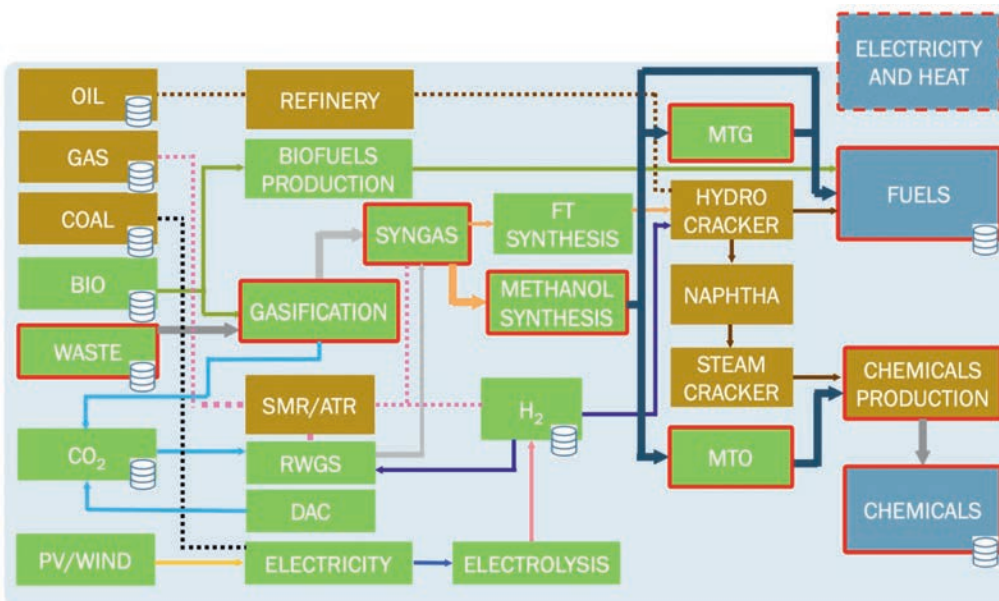 ELECTRICITY
AND HEAT
OIL
REFINERY
GAS
BIOFUELS
PRODUCTION
MTG
FUELS
COAL
SYNGAS
FT
SYNTHESIS
HYDRO
CRACKER
BIO
GASIFICATION
METHANOL
SYNTHESIS
NAPHTHA
WASTE
STEAM
CRACKER
CHEMICALS
PRODUCTION
SMR/ATR
H₂
CO₂
RWGS
MTO
DAC
CHEMICALS
PV/WIND
ELECTRICITY
ELECTROLYSIS